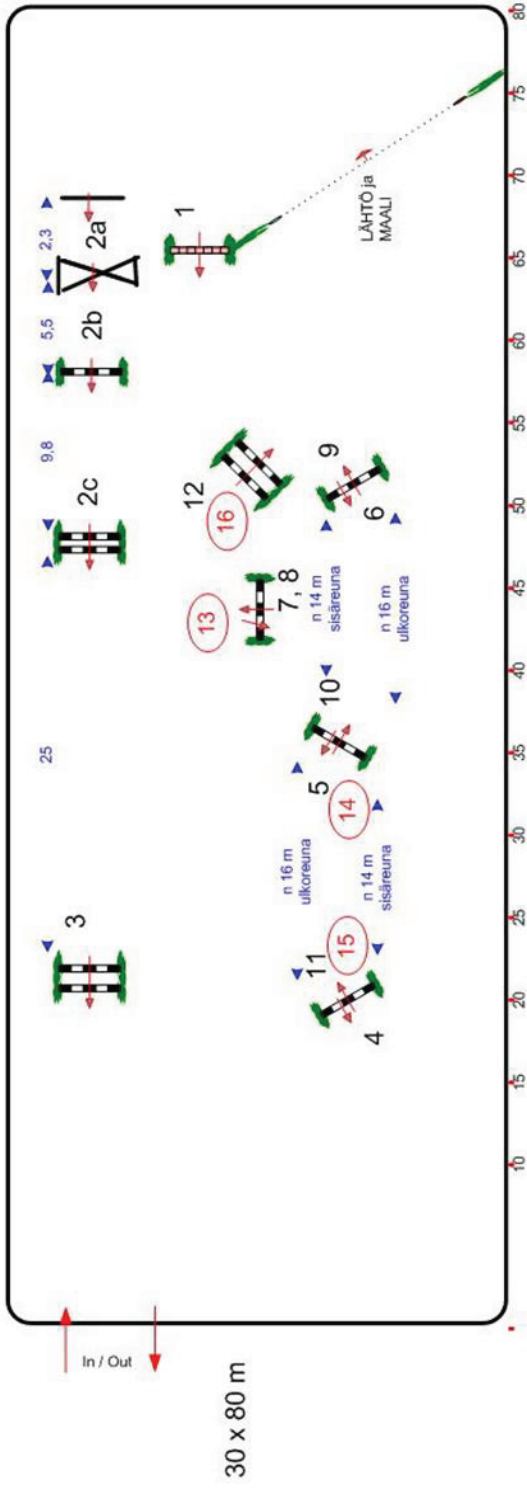 80
75
70
65
60
55
50
45
40
35
30
25
20
15
10
2,3
2a
1
LÄHTÖ ja
MAALI
5,5
2b
9,8
2c
12
16
9
6
13
7, 8
n 14 m
sisäreuna
n 16 m
ulkoreuna
25
10
5
14
n 16 m
ulkoreuna
n 14 m
sisäreuna
3
11
15
4
In / Out
30 x 80 m